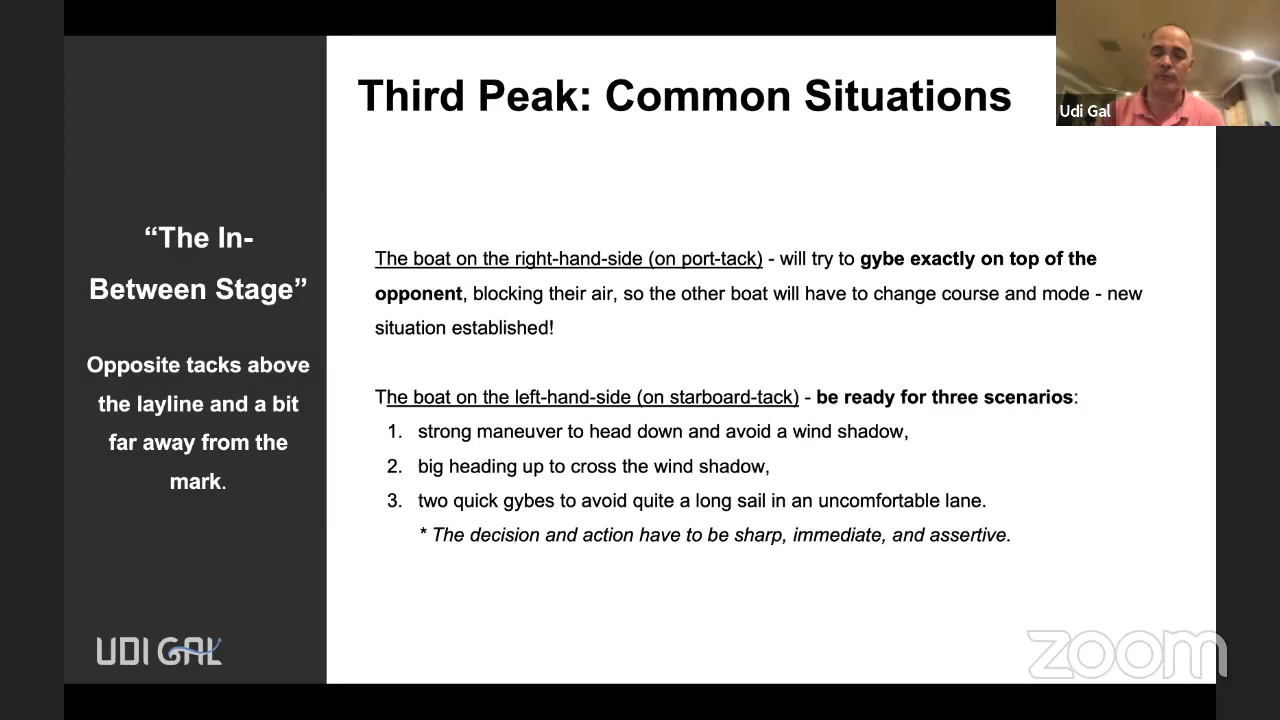 Third Peak: Common Situations
Udi Gal
“The In-
Between Stage”
Opposite tacks above
the layline and a bit
far away from the
mark.
The boat on the right-hand-side (on port-tack) - will try to gybe exactly on top of the
opponent, blocking their air, so the other boat will have to change course and mode - new
situation established!
The boat on the left-hand-side (on starboard-tack) - be ready for three scenarios:
1. strong maneuver to head down and avoid a wind shadow,
2. big heading up to cross the wind shadow,
3. two quick gybes to avoid quite a long sail in an uncomfortable lane.
* The decision and action have to be sharp, immediate, and assertive.
UDI GAL
zoom